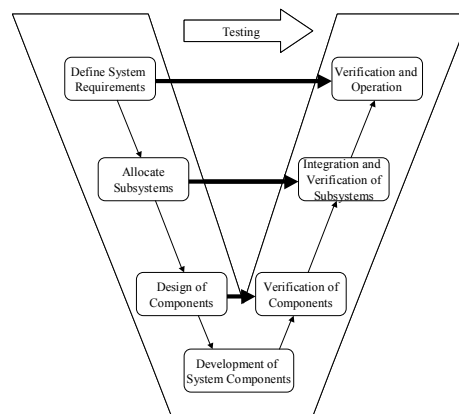 Testing
Define System
Requirements
Verification and
Operation
Allocate
Subsystems
Integration and
Verification of
Subsystems
Design of
Components
Verification of
Components
Development of
System Components